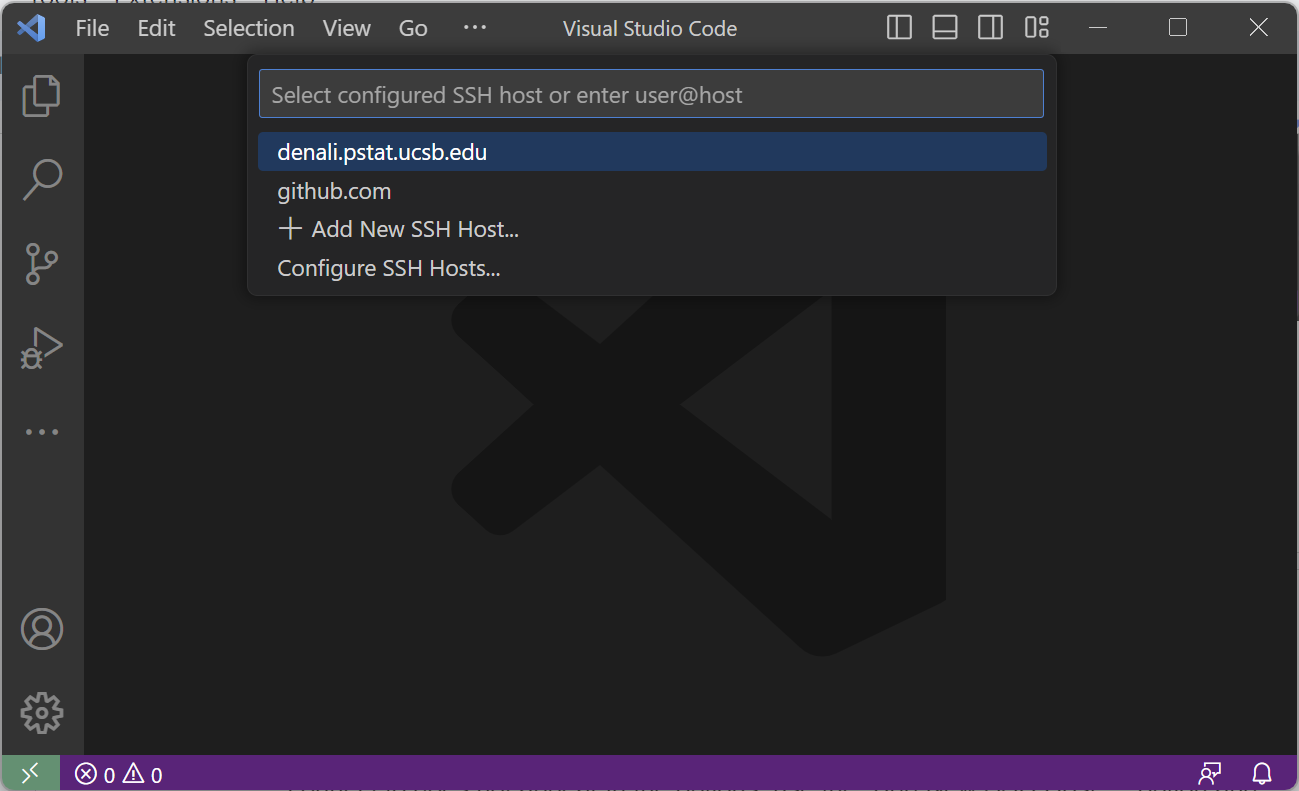 File Edit Selection View Go ··· Visual Studio Code
Select configured SSH host or enter user@host
denali.pstat.ucsb.edu
github.com
+ Add New SSH Host...
Configure SSH Hosts...
0 0